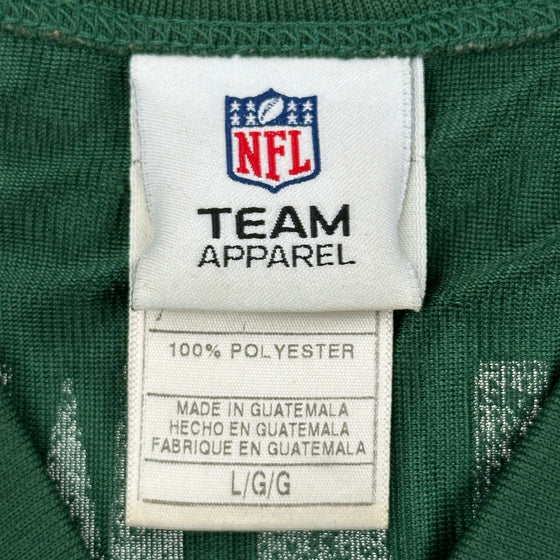 NFL
TEAM
APPAREL
100% POLYESTER
MADE IN GUATEMALA
HECHO EN GUATEMALA
FABRIQUE EN GUATEMALA
L/G/G